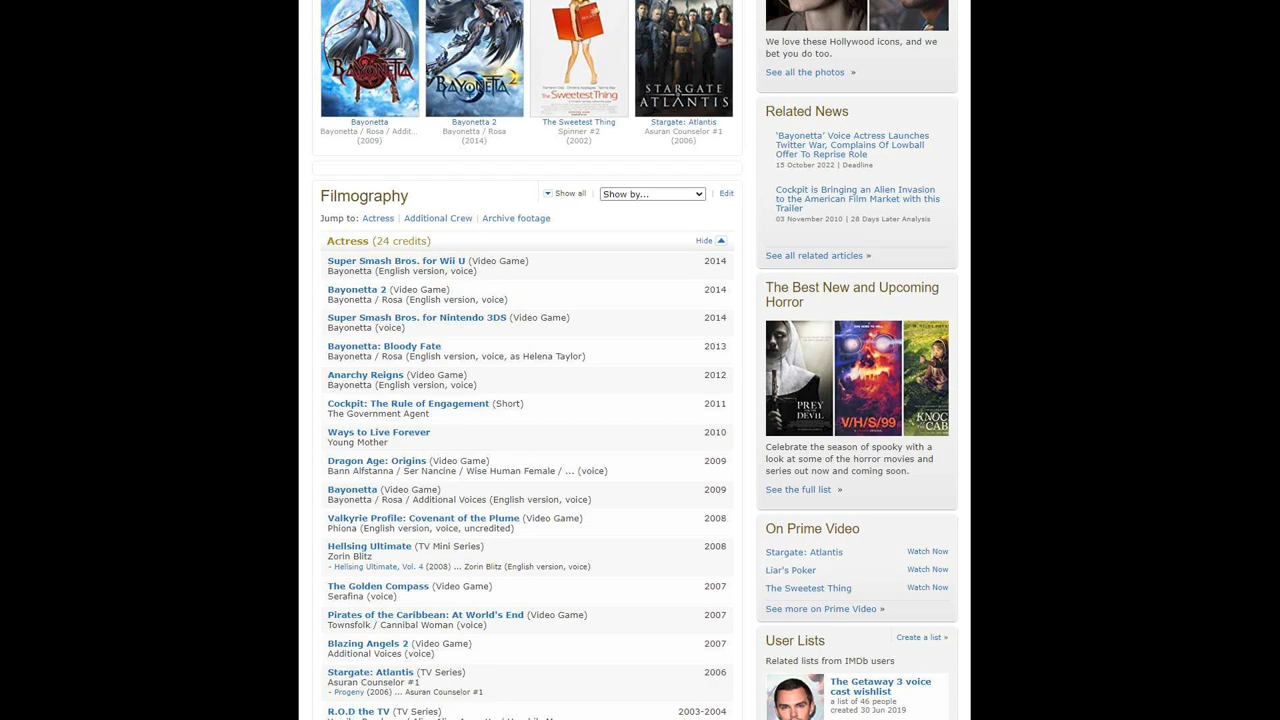 BAYONETTA
BAYONETTA 2
The Sweetest Thing
STARGATE
ATLANTIS
Bayonetta
Bayonetta / Rosa / Addit...
(2009)
Bayonetta 2
Bayonetta / Rosa
(2014)
The Sweetest Thing
Spinner #2
(2002)
Stargate: Atlantis
Asuran Counselor #1
(2006)
Filmography
Show all | Show by... | Edit
Jump to: Actress | Additional Crew | Archive footage
Actress (24 credits) Hide
Super Smash Bros. for Wii U (Video Game) 2014
Bayonetta (English version, voice)
Bayonetta 2 (Video Game) 2014
Bayonetta / Rosa (English version, voice)
Super Smash Bros. for Nintendo 3DS (Video Game) 2014
Bayonetta (voice)
Bayonetta: Bloody Fate 2013
Bayonetta / Rosa (English version, voice, as Helena Taylor)
Anarchy Reigns (Video Game) 2012
Bayonetta (English version, voice)
Cockpit: The Rule of Engagement (Short) 2011
The Government Agent
Ways to Live Forever 2010
Young Mother
Dragon Age: Origins (Video Game) 2009
Bann Alfstanna / Ser Nancine / Wise Human Female / ... (voice)
Bayonetta (Video Game) 2009
Bayonetta / Rosa / Additional Voices (English version, voice)
Valkyrie Profile: Covenant of the Plume (Video Game) 2008
Phiona (English version, voice, uncredited)
Hellsing Ultimate (TV Mini Series) 2008
Zorin Blitz
- Hellsing Ultimate, Vol. 4 (2008) ... Zorin Blitz (English version, voice)
The Golden Compass (Video Game) 2007
Serafina (voice)
Pirates of the Caribbean: At World's End (Video Game) 2007
Townsfolk / Cannibal Woman (voice)
Blazing Angels 2 (Video Game) 2007
Additional Voices (voice)
Stargate: Atlantis (TV Series) 2006
Asuran Counselor #1
- Progeny (2006) ... Asuran Counselor #1
R.O.D the TV (TV Series) 2003-2004
We love these Hollywood icons, and we
bet you do too.
See all the photos »
Related News
‘Bayonetta’ Voice Actress Launches
Twitter War, Complains Of Lowball
Offer To Reprise Role
15 October 2022 | Deadline
Cockpit is Bringing an Alien Invasion
to the American Film Market with this
Trailer
03 November 2010 | 28 Days Later Analysis
See all related articles »
The Best New and Upcoming
Horror
PREY
DEVIL
V/H/S/99
KNOC
CAB
Celebrate the season of spooky with a
look at some of the horror movies and
series out now and coming soon.
See the full list »
On Prime Video
Stargate: Atlantis Watch Now
Liar's Poker Watch Now
The Sweetest Thing Watch Now
See more on Prime Video »
User Lists Create a list »
Related lists from IMDb users
The Getaway 3 voice
cast wishlist
a list of 46 people
created 30 Jun 2019